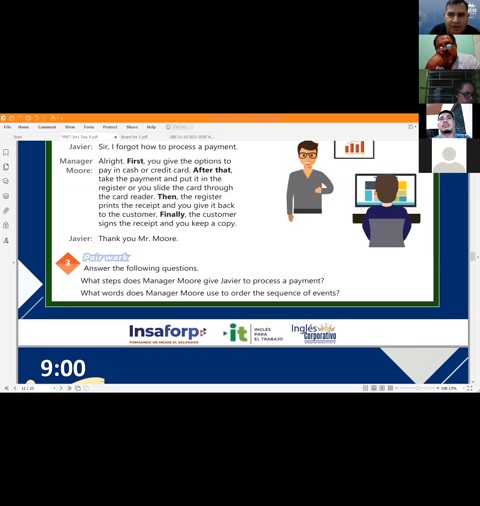 File Home Comment View Form Protect Share Help
Start
Javier: Sir, I forgot how to process a payment.
Manager Moore: Alright. First, you give the options to
pay in cash or credit card. After that,
take the payment and put it in the
register or you slide the card through
the card reader. Then, the register
prints the receipt and you give it back
to the customer. Finally, the customer
signs the receipt and you keep a copy.
Javier: Thank you Mr. Moore.
3 Pair work
Answer the following questions.
What steps does Manager Moore give Javier to process a payment?
What words does Manager Moore use to order the sequence of events?
Insaforp
FORMANDO UN MEJOR EL SALVADOR
it INGLÉS PARA EL TRABAJO
Inglés Corporativo
9:00